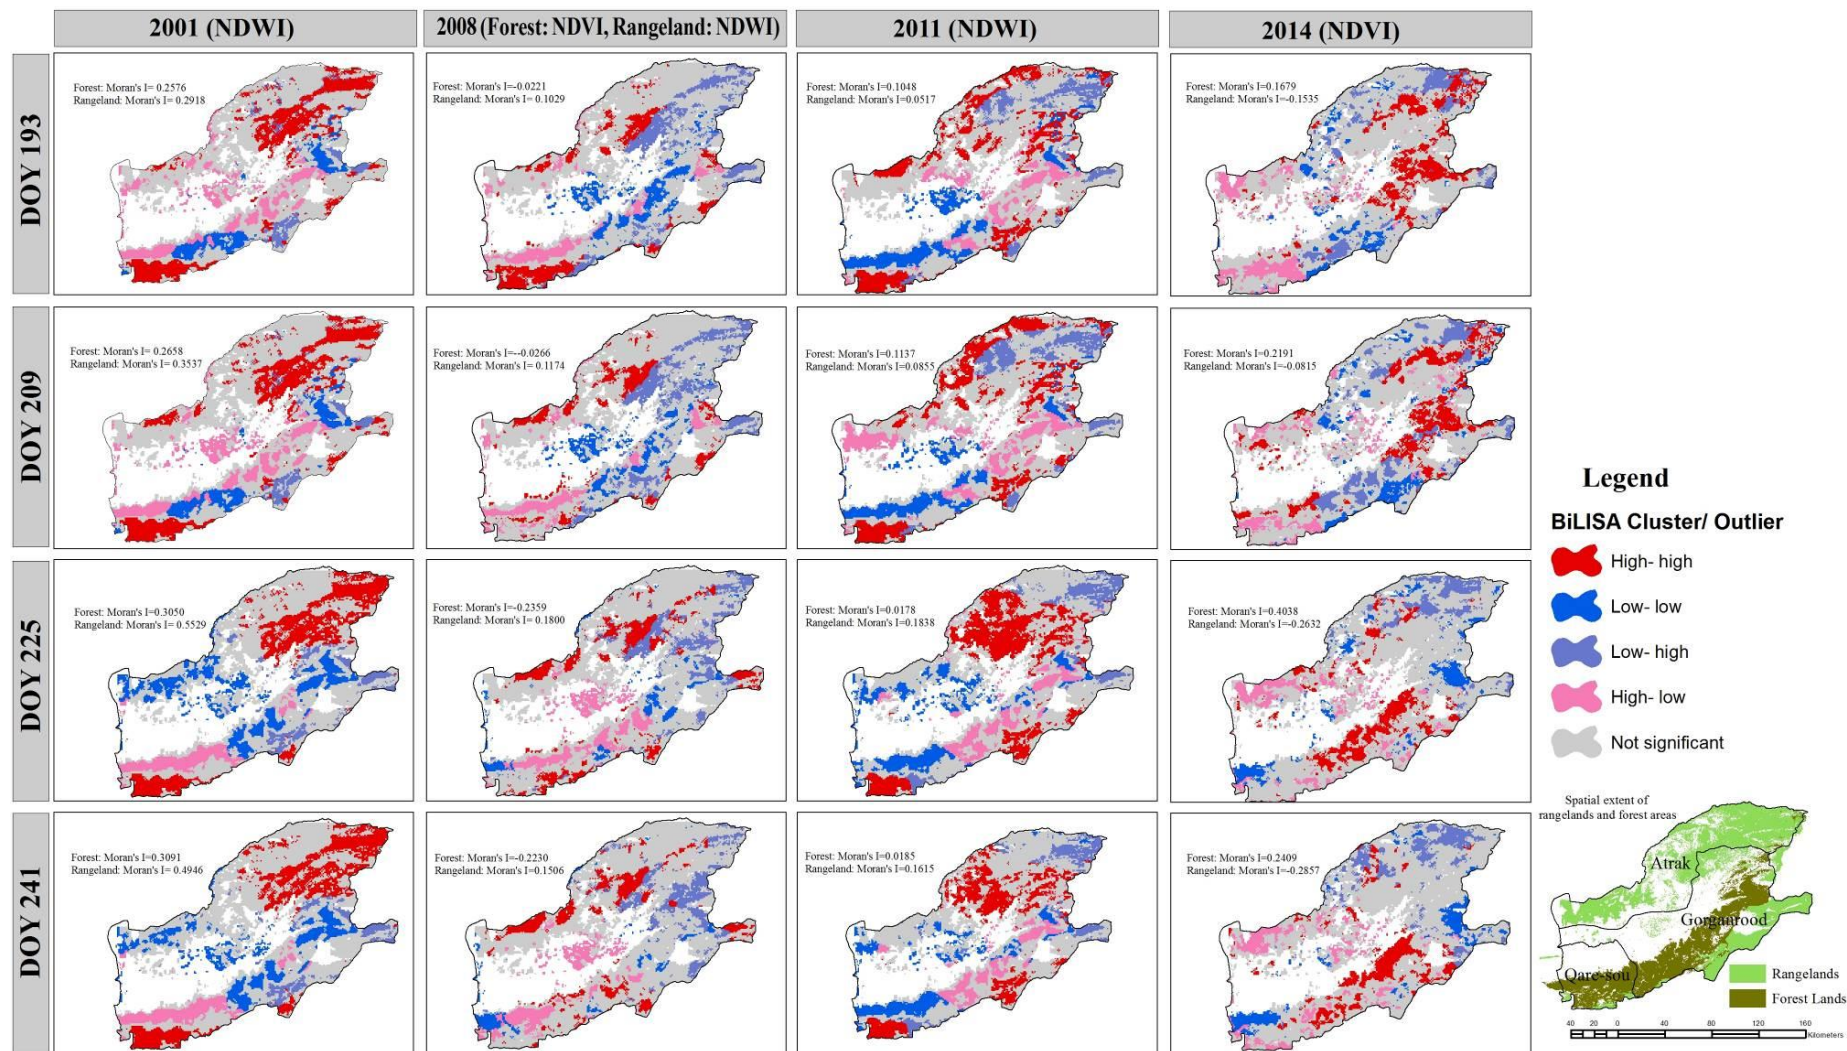 2001 (NDWI)
2008 (Forest: NDVI, Rangeland: NDWI)
2011 (NDWI)
2014 (NDVI)
DOY 193
Forest: Moran's I= 0.2576
Rangeland: Moran's I= 0.2918
Forest: Moran's I=-0.0221
Rangeland: Moran's I= 0.1029
Forest: Moran's I=0.1048
Rangeland: Moran's I=0.0517
Forest: Moran's I=0.1679
Rangeland: Moran's I=-0.1535
DOY 209
Forest: Moran's I= 0.2658
Rangeland: Moran's I= 0.3537
Forest: Moran's I=--0.0266
Rangeland: Moran's I= 0.1174
Forest: Moran's I=0.1137
Rangeland: Moran's I=0.0855
Forest: Moran's I=0.2191
Rangeland: Moran's I=-0.0815
DOY 225
Forest: Moran's I=0.3050
Rangeland: Moran's I= 0.5529
Forest: Moran's I=-0.2359
Rangeland: Moran's I= 0.1800
Forest: Moran's I=0.0178
Rangeland: Moran's I=0.1838
Forest: Moran's I=0.4038
Rangeland: Moran's I=-0.2632
DOY 241
Forest: Moran's I=0.3091
Rangeland: Moran's I= 0.4946
Forest: Moran's I=-0.2230
Rangeland: Moran's I=0.1506
Forest: Moran's I=0.0185
Rangeland: Moran's I=0.1615
Forest: Moran's I=0.2409
Rangeland: Moran's I=-0.2857
Legend
BiLISA Cluster/ Outlier
High- high
Low- low
Low- high
High- low
Not significant
Spatial extent of
rangelands and forest areas
Atrak
Gorganrood
Qare-sou
Rangelands
Forest Lands
40 20 0 40 80 120 160
Kilometers